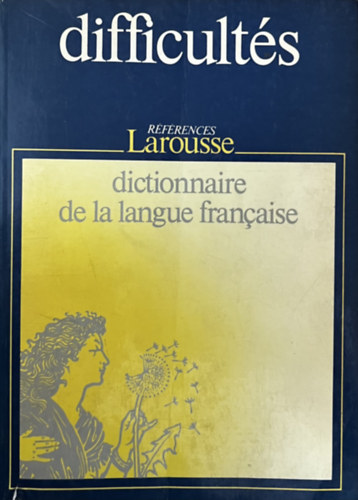 difficultés
RÉFÉRENCES
Larousse
dictionnaire
de la langue française